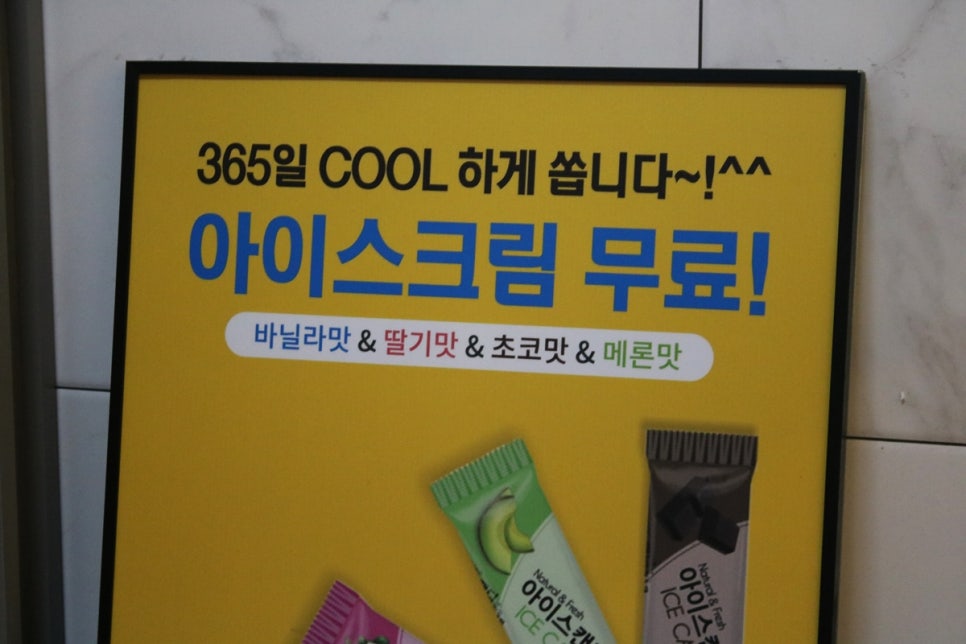 365일 COOL 하게 쏩니다~!^^
아이스크림 무료!
바닐라맛 & 딸기맛 & 초코맛 & 메론맛
Natural & Fresh
아이스캔
ICE
Natural & Fresh
아이스
ICE